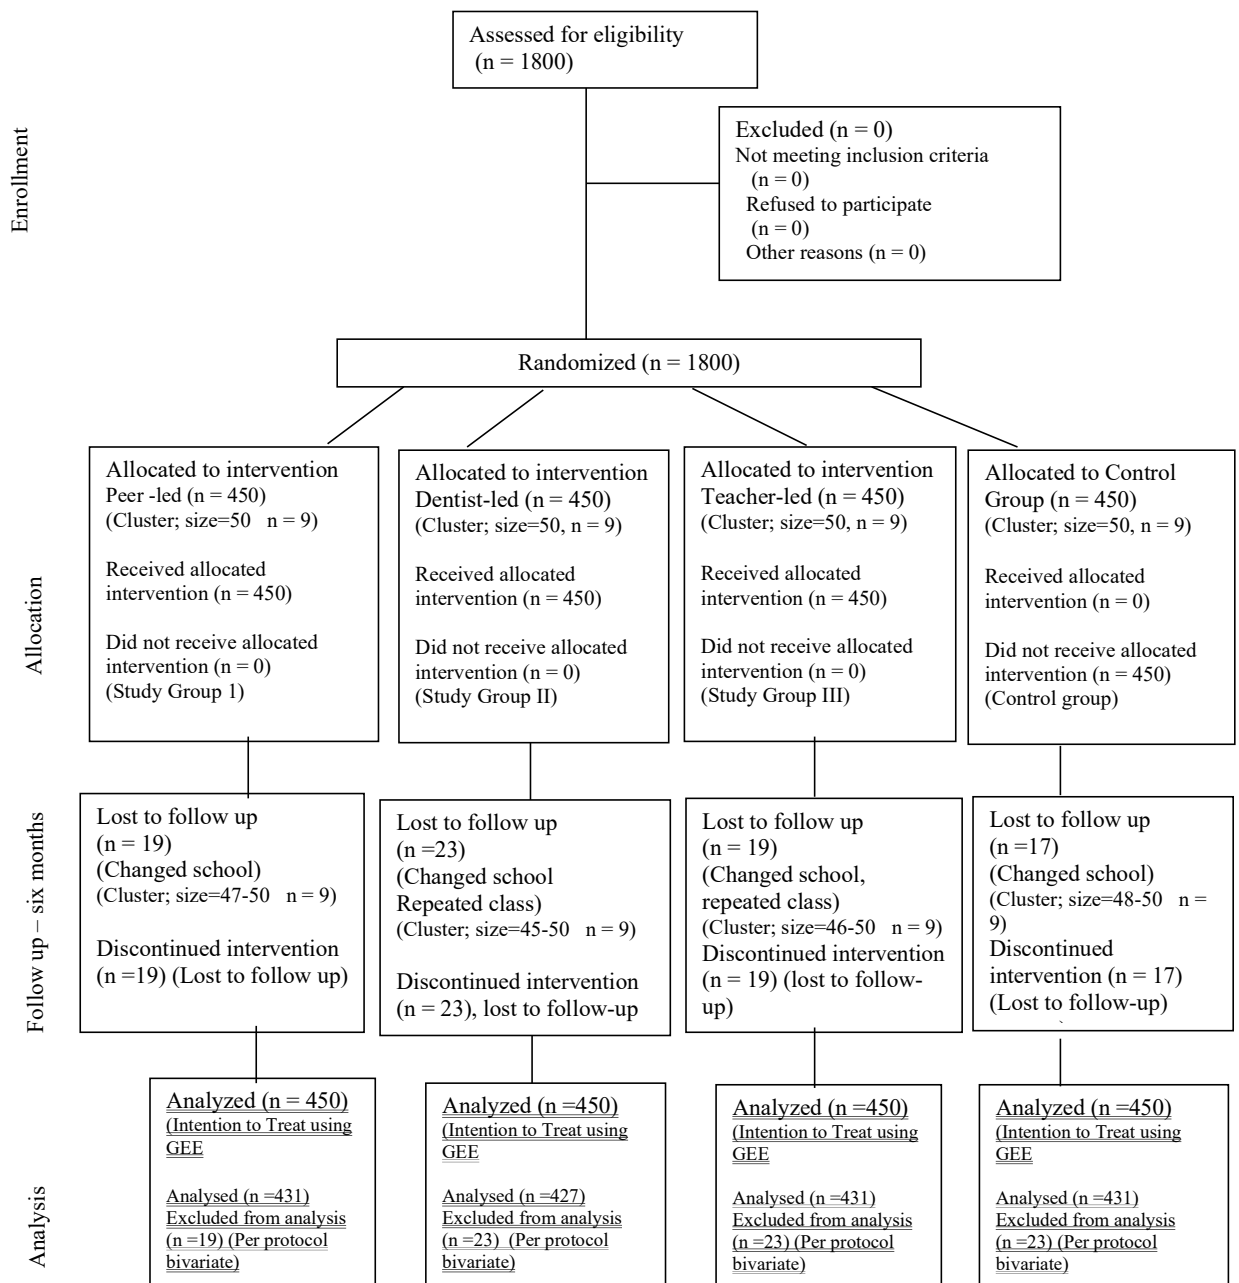 Assessed for eligibility
(n = 1800)
Enrollment
Excluded (n = 0)
Not meeting inclusion criteria
(n = 0)
Refused to participate
(n = 0)
Other reasons (n = 0)
Randomized (n = 1800)
Allocation
Allocated to intervention
Peer -led (n = 450)
(Cluster; size=50 n = 9)
Received allocated
intervention (n = 450)
Did not receive allocated
intervention (n = 0)
(Study Group 1)
Allocated to intervention
Dentist-led (n = 450)
(Cluster; size=50, n = 9)
Received allocated
intervention (n = 450)
Did not receive allocated
intervention (n = 0)
(Study Group II)
Allocated to intervention
Teacher-led (n = 450)
(Cluster; size=50, n = 9)
Received allocated
intervention (n = 450)
Did not receive allocated
intervention (n = 0)
(Study Group III)
Allocated to Control
Group (n = 450)
(Cluster; size=50, n = 9)
Received allocated
intervention (n = 0)
Did not receive allocated
intervention (n = 450)
(Control group)
Follow up – six months
Lost to follow up
(n = 19)
(Changed school)
(Cluster; size=47-50 n = 9)
Discontinued intervention
(n =19) (Lost to follow up)
Lost to follow up
(n =23)
(Changed school
Repeated class)
(Cluster; size=45-50 n = 9)
Discontinued intervention
(n = 23), lost to follow-up
Lost to follow up
(n = 19)
(Changed school,
repeated class)
(Cluster; size=46-50 n = 9)
Discontinued intervention
(n = 19) (lost to follow-
up)
Lost to follow up
(n =17)
(Changed school)
(Cluster; size=48-50 n =
9)
Discontinued
intervention (n = 17)
(Lost to follow-up)
Analysis
Analyzed (n = 450)
(Intention to Treat using
GEE
Analysed (n =431)
Excluded from analysis
(n =19) (Per protocol
bivariate)
Analyzed (n =450)
(Intention to Treat using
GEE
Analysed (n =427)
Excluded from analysis
(n =23) (Per protocol
bivariate)
Analyzed (n =450)
(Intention to Treat using
GEE
Analysed (n =431)
Excluded from analysis
(n =23) (Per protocol
bivariate)
Analyzed (n =450)
(Intention to Treat using
GEE
Analysed (n =431)
Excluded from analysis
(n =23) (Per protocol
bivariate)